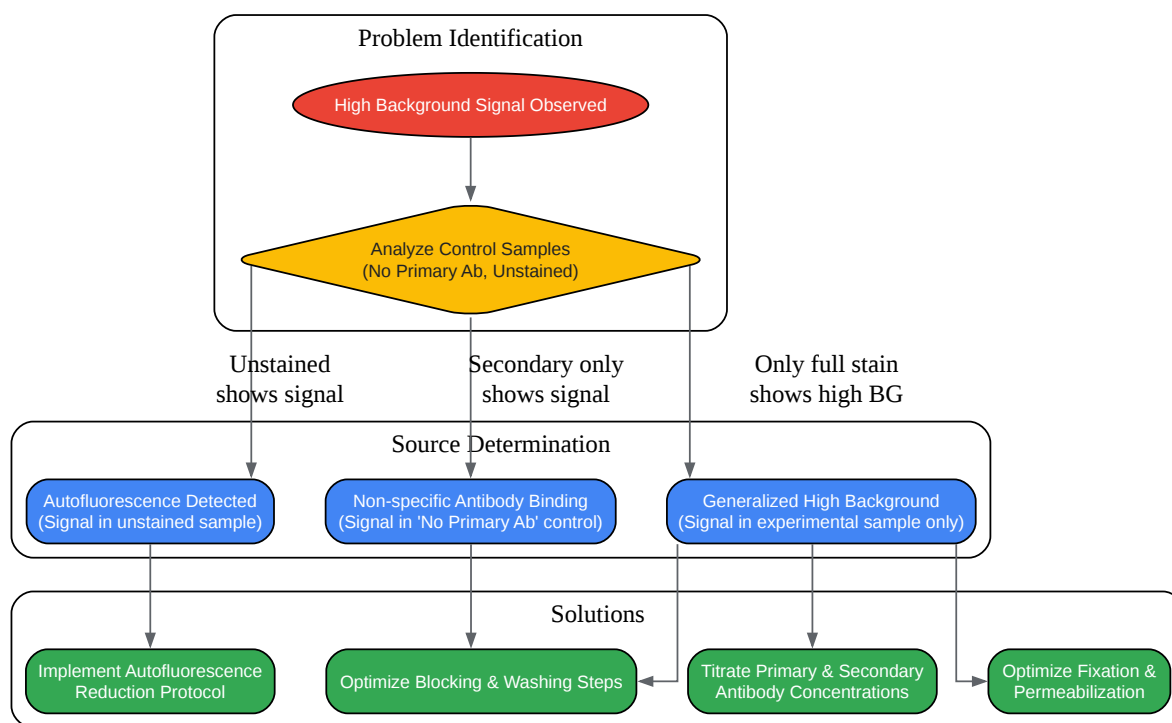 Problem Identification
High Background Signal Observed
Analyze Control Samples
(No Primary Ab, Unstained)
Unstained
shows signal
Secondary only
shows signal
Only full stain
shows high BG
Source Determination
Autofluorescence Detected
(Signal in unstained sample)
Non-specific Antibody Binding
(Signal in 'No Primary Ab' control)
Generalized High Background
(Signal in experimental sample only)
Solutions
Implement Autofluorescence
Reduction Protocol
Optimize Blocking & Washing Steps
Titrate Primary & Secondary
Antibody Concentrations
Optimize Fixation &
Permeabilization